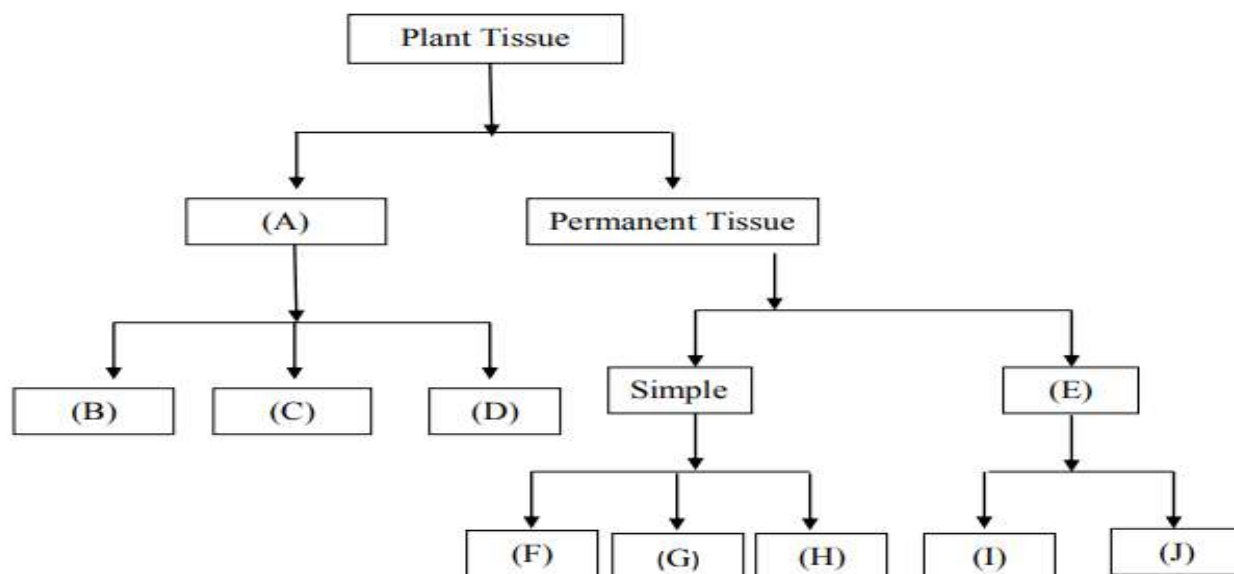 Plant Tissue
(A)
Permanent Tissue
(B)
(C)
(D)
Simple
(E)
(F)
(G)
(H)
(I)
(J)